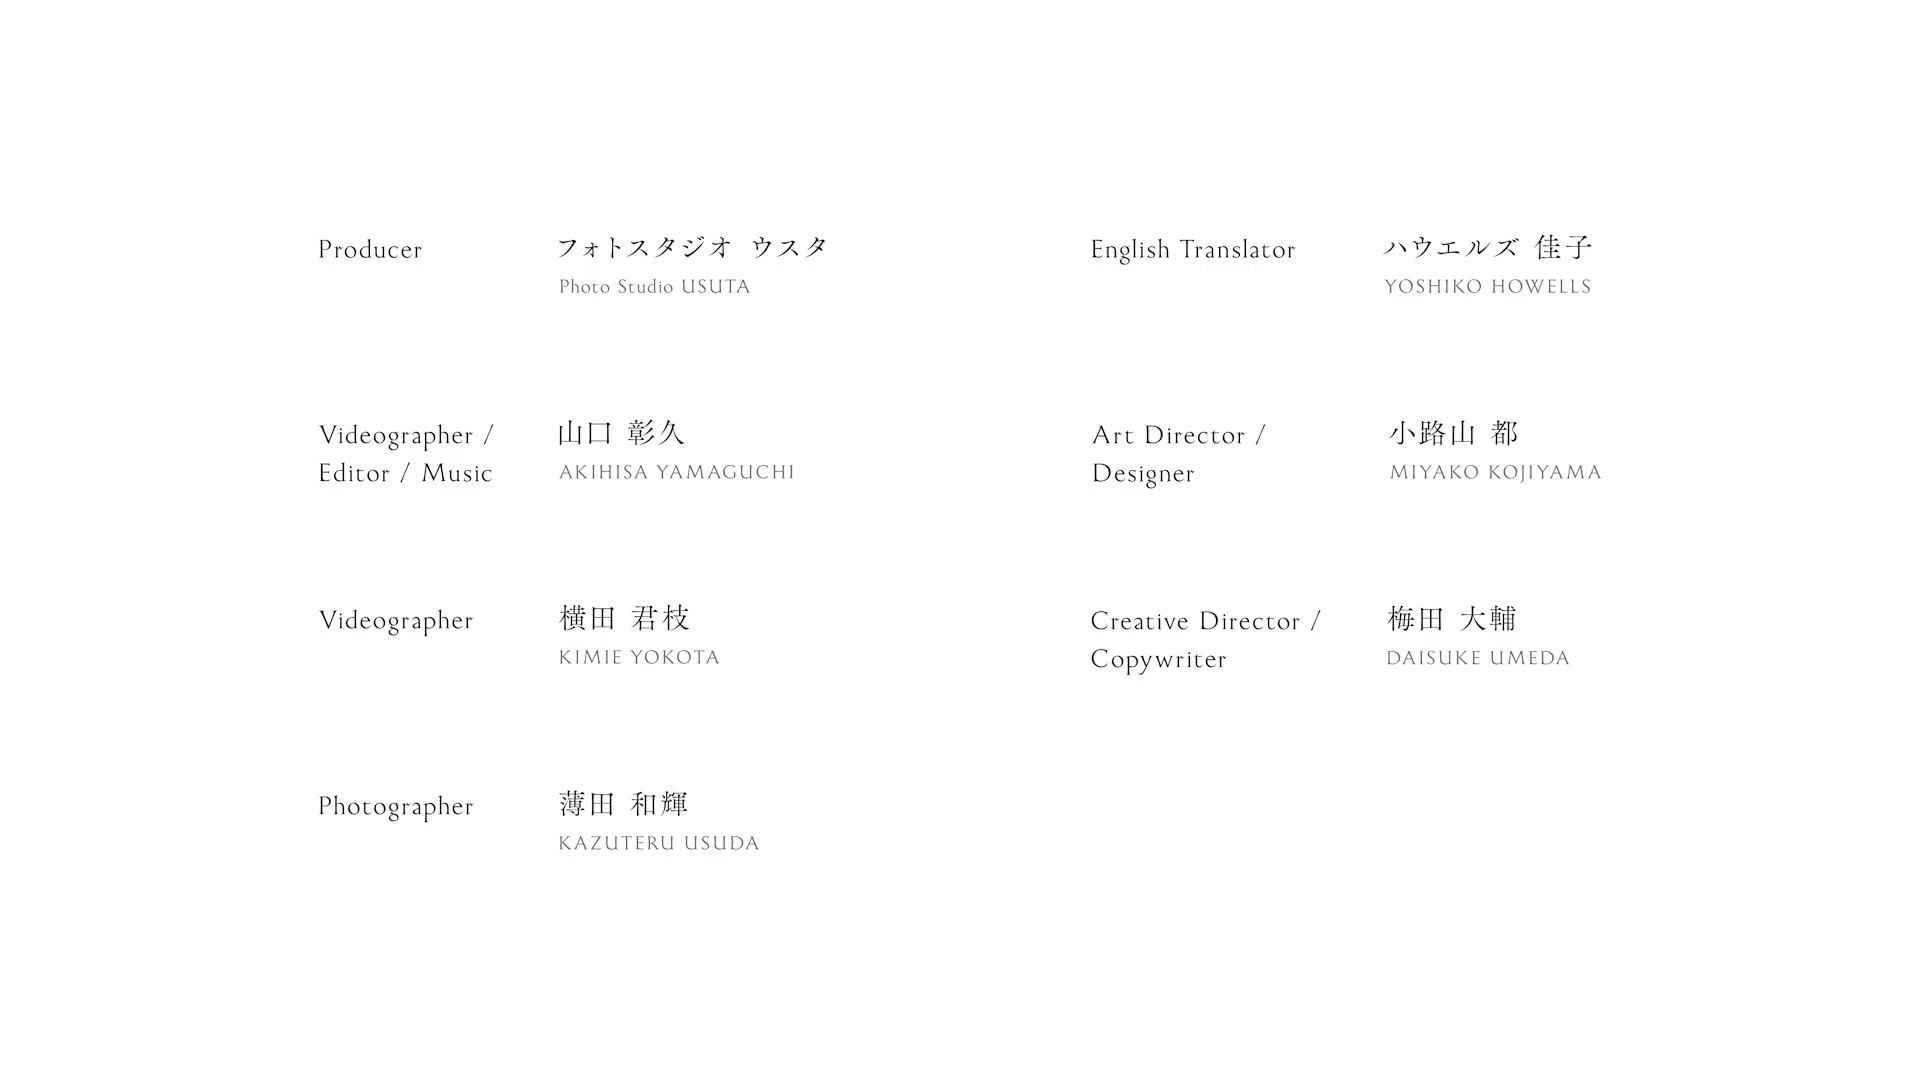 Producer
フォトスタジオ ウスタ
Photo Studio USUTA
Videographer /
Editor / Music
山口 彰久
AKIHISA YAMAGUCHI
Videographer
横田 君枝
KIMIE YOKOTA
Photographer
薄田 和輝
KAZUTERU USUDA
English Translator
ハウエルズ 佳子
YOSHIKO HOWELLS
Art Director /
Designer
小路山 都
MIYAKO KOJIYAMA
Creative Director /
Copywriter
梅田 大輔
DAISUKE UMEDA